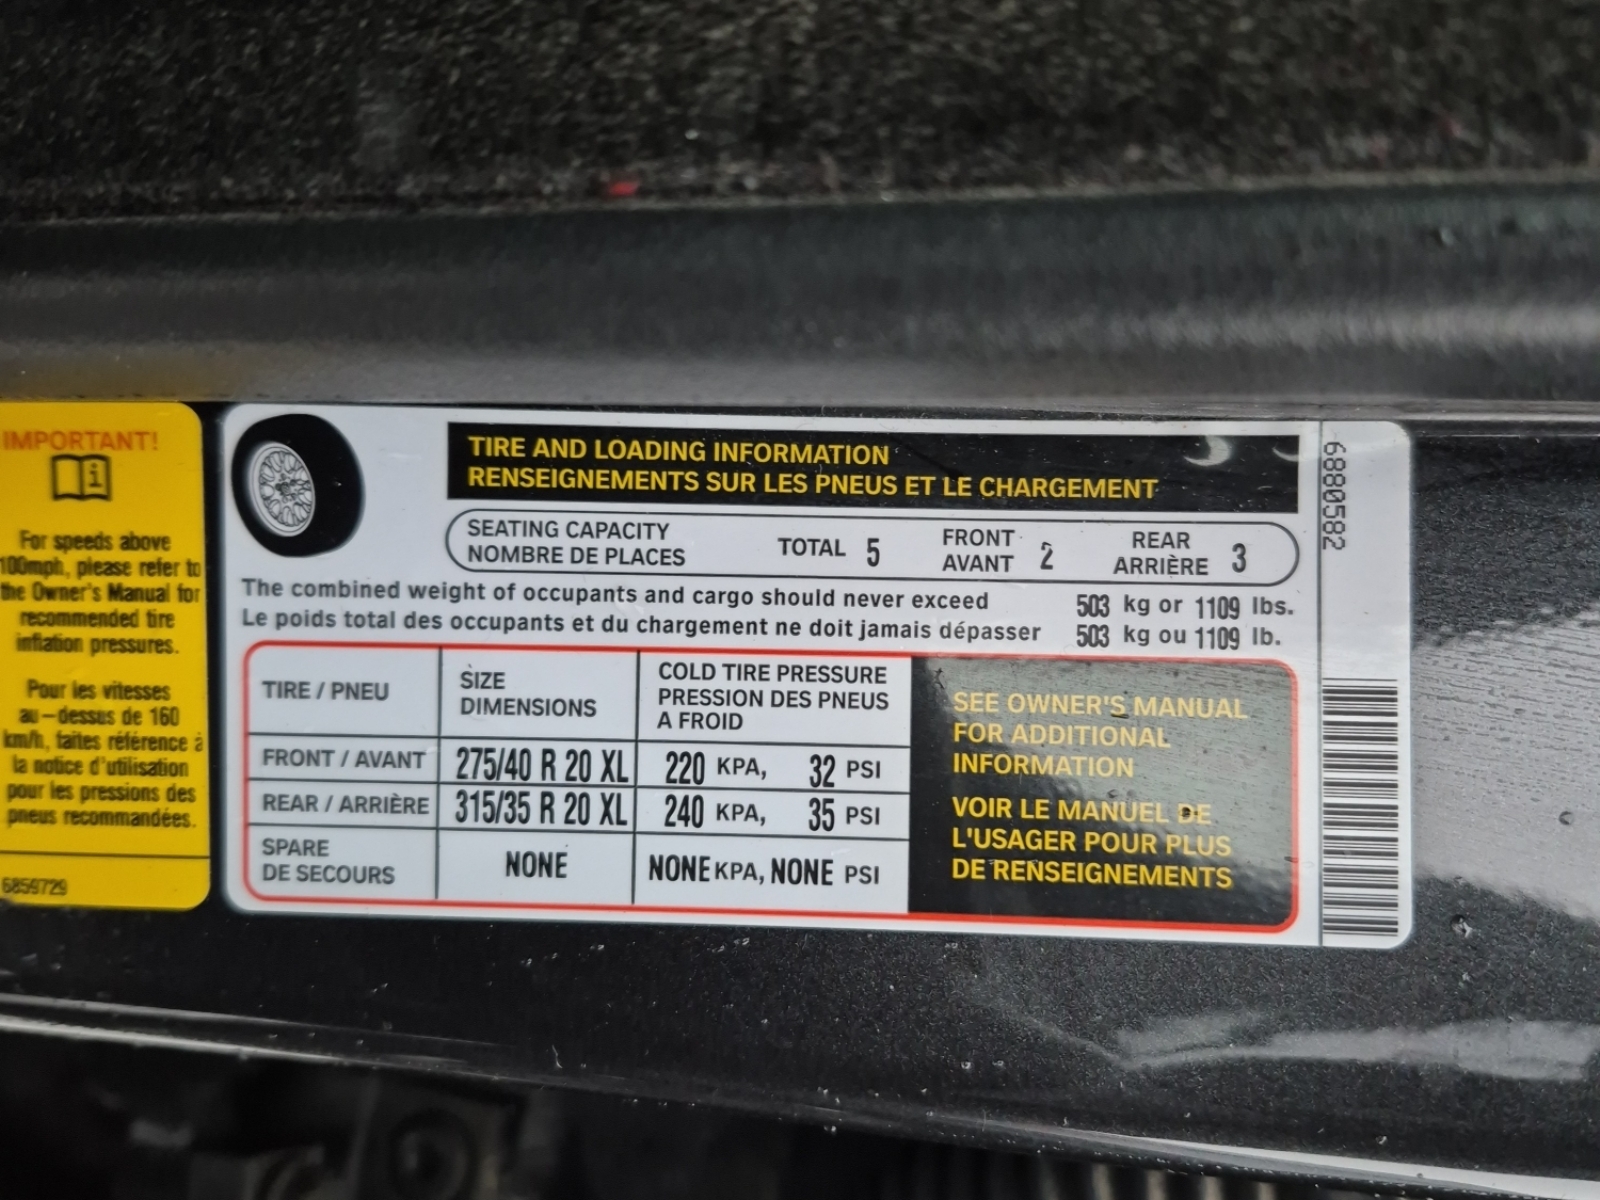 IMPORTANT!
i
For speeds above
100mph, please refer to
the Owner's Manual for
recommended tire
inflation pressures.
Pour les vitesses
au-dessus de 160
km/h, faites référence à
la notice d'utilisation
pour les pressions des
pneus recommandées.
6859729
TIRE AND LOADING INFORMATION
RENSEIGNEMENTS SUR LES PNEUS ET LE CHARGEMENT
SEATING CAPACITY
NOMBRE DE PLACES
TOTAL 5
FRONT
AVANT 2
REAR
ARRIÈRE 3
The combined weight of occupants and cargo should never exceed 503 kg or 1109 lbs.
Le poids total des occupants et du chargement ne doit jamais dépasser 503 kg ou 1109 lb.
TIRE / PNEU
SIZE
DIMENSIONS
COLD TIRE PRESSURE
PRESSION DES PNEUS
A FROID
FRONT / AVANT 275/40 R 20 XL 220 KPA, 32 PSI
REAR / ARRIÈRE 315/35 R 20 XL 240 KPA, 35 PSI
SPARE
DE SECOURS
NONE NONE KPA, NONE PSI
SEE OWNER'S MANUAL
FOR ADDITIONAL
INFORMATION
VOIR LE MANUEL DE
L'USAGER POUR PLUS
DE RENSEIGNEMENTS
6880582